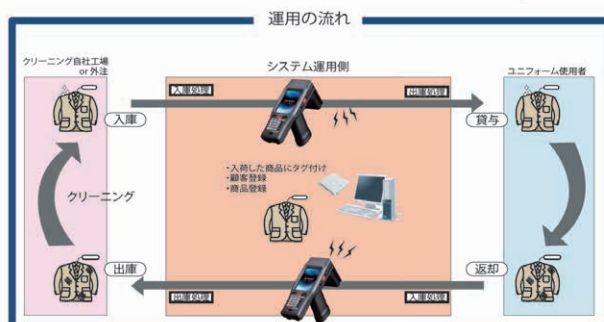 運用の流れ
クリーニング自社工場
or 外注
システム運用側
ユニフォーム使用者
入庫処理
出庫処理
入庫
貸与
・入荷した商品にタグ付け
・顧客登録
・商品登録
クリーニング
出庫
返却
出庫処理
入庫処理